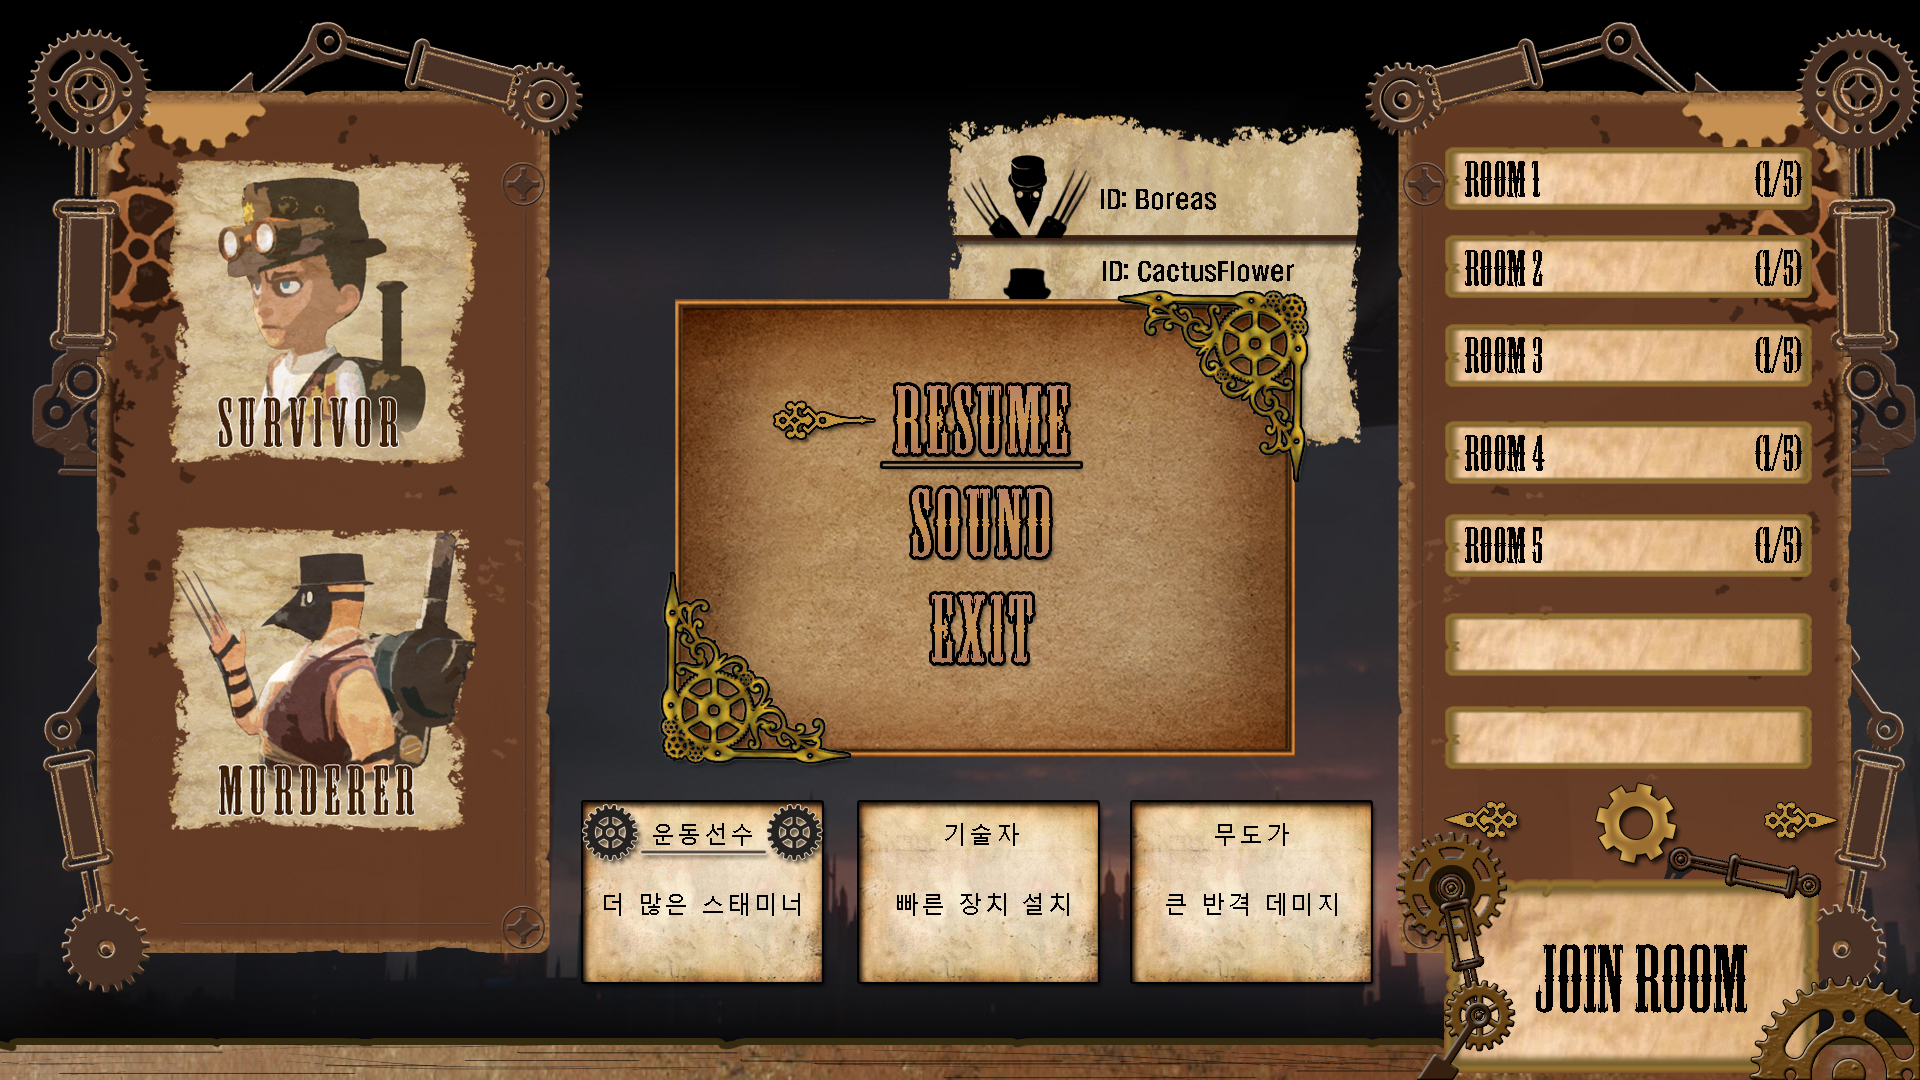 SURVIVOR
MURDERER
ID: Boreas
ID: CactusFlower
RESUME
SOUND
EXIT
운동선수
더 많은 스태미너
기술자
빠른 장치 설치
무도가
큰 반격 데미지
ROOM 1 (1/5)
ROOM 2 (1/5)
ROOM 3 (1/5)
ROOM 4 (1/5)
ROOM 5 (1/5)
JOIN ROOM